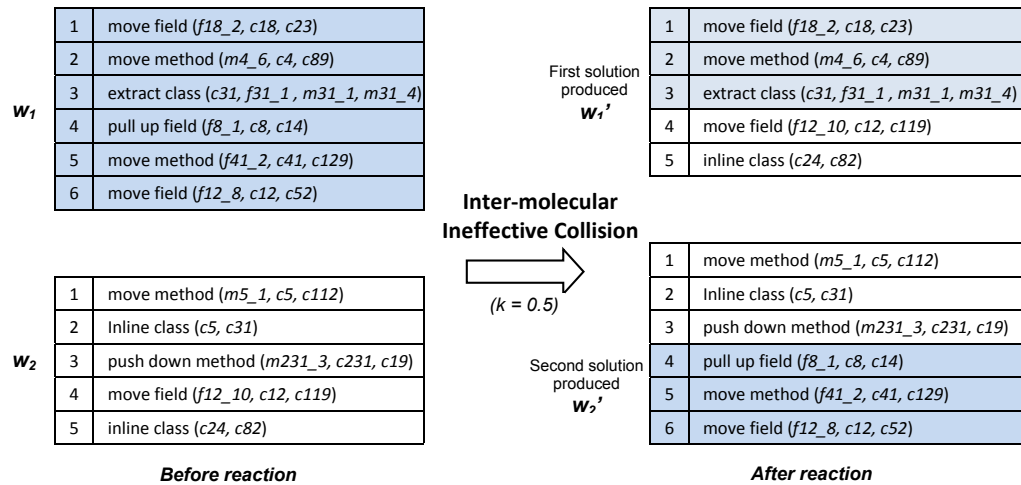 w₁
1 move field (f18_2, c18, c23)
2 move method (m4_6, c4, c89)
3 extract class (c31, f31_1 , m31_1, m31_4)
4 pull up field (f8_1, c8, c14)
5 move method (f41_2, c41, c129)
6 move field (f12_8, c12, c52)
w₂
1 move method (m5_1, c5, c112)
2 Inline class (c5, c31)
3 push down method (m231_3, c231, c19)
4 move field (f12_10, c12, c119)
5 inline class (c24, c82)
Before reaction
Inter-molecular
Ineffective Collision
(k = 0.5)
First solution
produced
w₁'
1 move field (f18_2, c18, c23)
2 move method (m4_6, c4, c89)
3 extract class (c31, f31_1 , m31_1, m31_4)
4 move field (f12_10, c12, c119)
5 inline class (c24, c82)
Second solution
produced
w₂'
1 move method (m5_1, c5, c112)
2 Inline class (c5, c31)
3 push down method (m231_3, c231, c19)
4 pull up field (f8_1, c8, c14)
5 move method (f41_2, c41, c129)
6 move field (f12_8, c12, c52)
After reaction